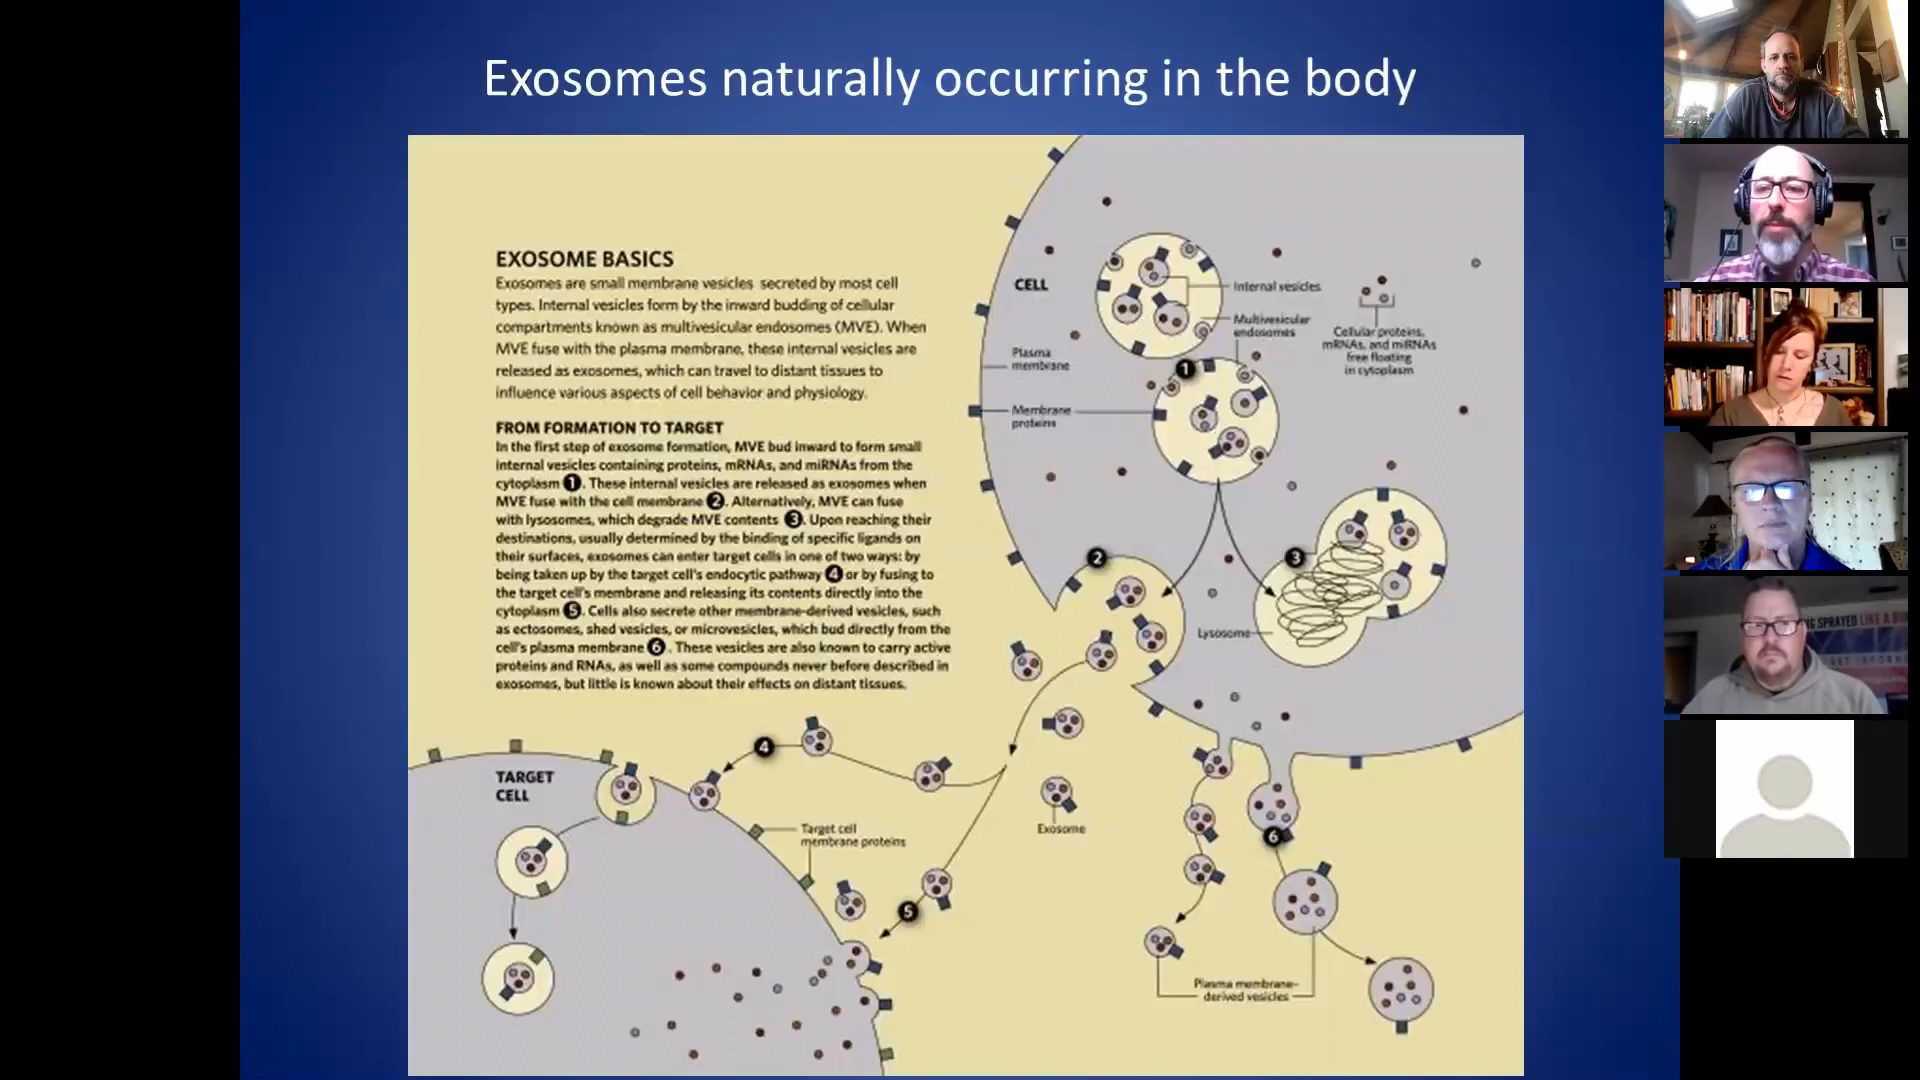 Exosomes naturally occurring in the body
EXOSOME BASICS
Exosomes are small membrane vesicles secreted by most cell
types. Internal vesicles form by the inward budding of cellular
compartments known as multivesicular endosomes (MVE). When
MVE fuse with the plasma membrane, these internal vesicles are
released as exosomes, which can travel to distant tissues to
influence various aspects of cell behavior and physiology.
FROM FORMATION TO TARGET
In the first step of exosome formation, MVE bud inward to form small
internal vesicles containing proteins, mRNAs, and miRNAs from the
cytoplasm 1. These internal vesicles are released as exosomes when
MVE fuse with the cell membrane 2. Alternatively, MVE can fuse
with lysosomes, which degrade MVE contents 3. Upon reaching their
destinations, usually determined by the binding of specific ligands on
their surfaces, exosomes can enter target cells in one of two ways: by
being taken up by the target cell's endocytic pathway 4 or by fusing to
the target cell's membrane and releasing its contents directly into the
cytoplasm 5. Cells also secrete other membrane-derived vesicles, such
as ectosomes, shed vesicles, or microvesicles, which bud directly from the
cell's plasma membrane 6. These vesicles are also known to carry active
proteins and RNAs, as well as some compounds never before described in
exosomes, but little is known about their effects on distant tissues.
CELL
Internal vesicles
Multivesicular
endosomes
Cellular proteins,
mRNAs, and miRNAs
free floating
in cytoplasm
Plasma
membrane
1
Membrane
proteins
2
3
Lysosome
4
TARGET
CELL
Target cell
membrane proteins
Exosome
6
5
Plasma membrane-
derived vesicles
SPRAYED LIKE A